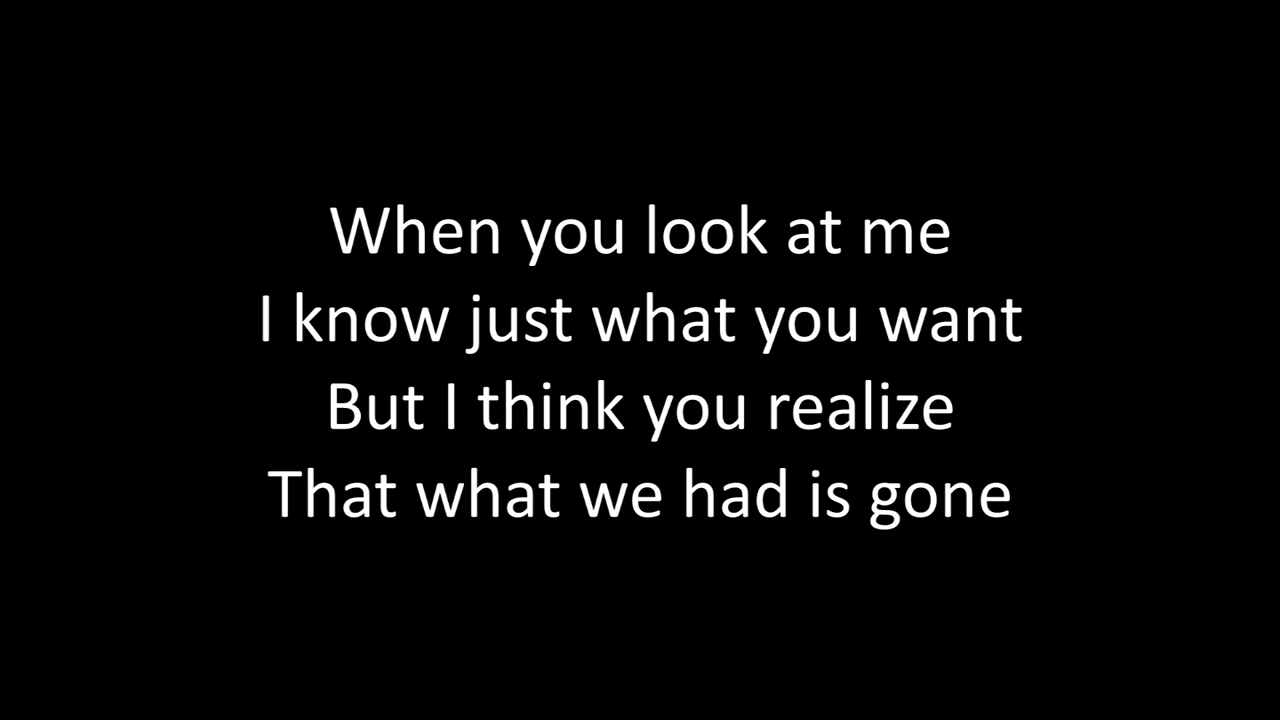 When you look at me
I know just what you want
But I think you realize
That what we had is gone